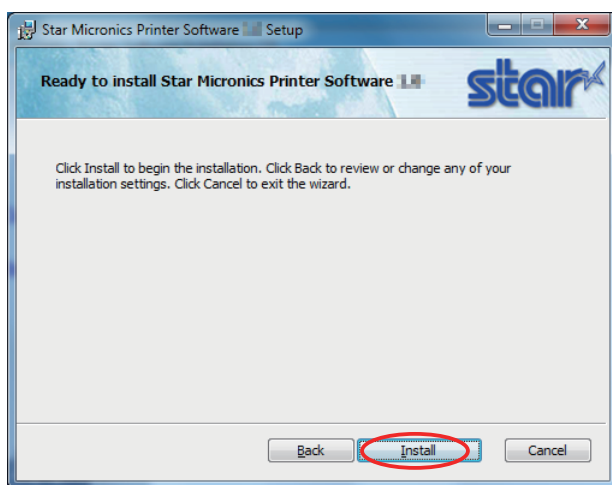 Star Micronics Printer Software Setup
Ready to install Star Micronics Printer Software
star
Click Install to begin the installation. Click Back to review or change any of your
installation settings. Click Cancel to exit the wizard.
Back
Install
Cancel